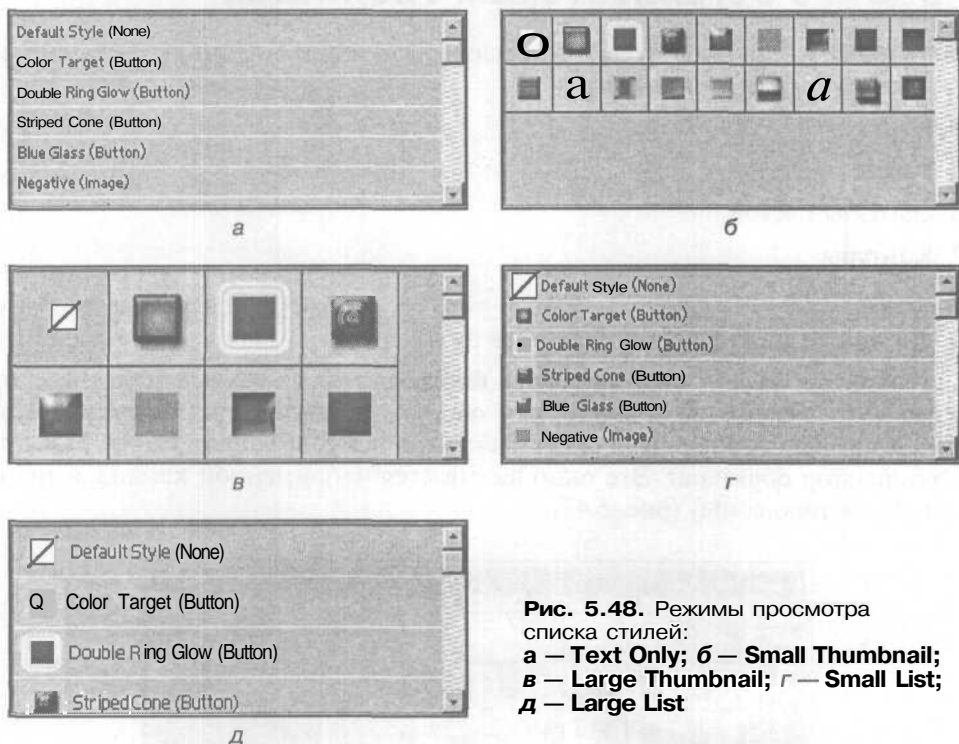 Default Style (None)
Color Target (Button)
Double Ring Glow (Button)
Striped Cone (Button)
Blue Glass (Button)
Negative (Image)
а
o
a
a
б
в
Default Style (None)
Color Target (Button)
Double Ring Glow (Button)
Striped Cone (Button)
Blue Glass (Button)
Negative (Image)
г
Default Style (None)
Q Color Target (Button)
Double Ring Glow (Button)
Striped Cone (Button)
д
Рис. 5.48. Режимы просмотра
списка стилей:
а — Text Only; б — Small Thumbnail;
в — Large Thumbnail; г — Small List;
д — Large List